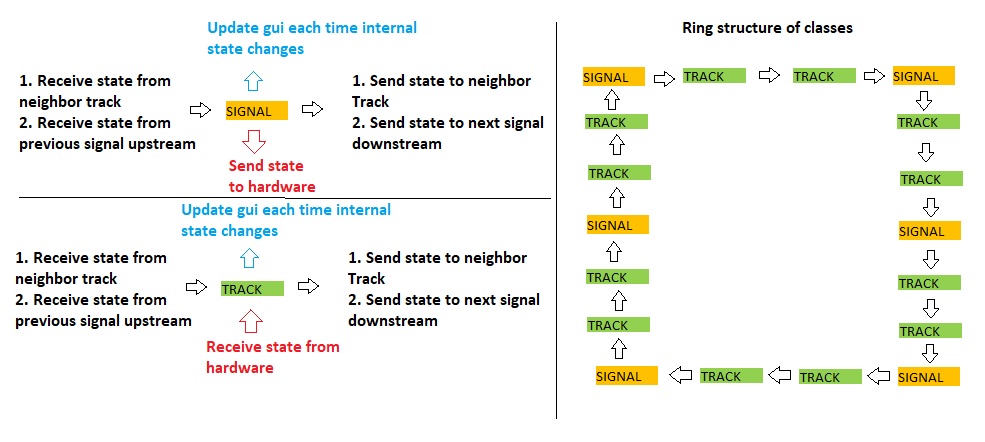 Update gui each time internal
state changes
1. Receive state from
neighbor track
2. Receive state from
previous signal upstream
SIGNAL
1. Send state to neighbor
Track
2. Send state to next signal
downstream
Send state
to hardware
Update gui each time internal
state changes
1. Receive state from
neighbor track
2. Receive state from
previous signal upstream
TRACK
1. Send state to neighbor
Track
2. Send state to next signal
downstream
Receive state from
hardware
Ring structure of classes
SIGNAL
TRACK
TRACK
SIGNAL
TRACK
TRACK
SIGNAL
TRACK
TRACK
SIGNAL
TRACK
TRACK
SIGNAL
TRACK
TRACK
SIGNAL
TRACK
TRACK